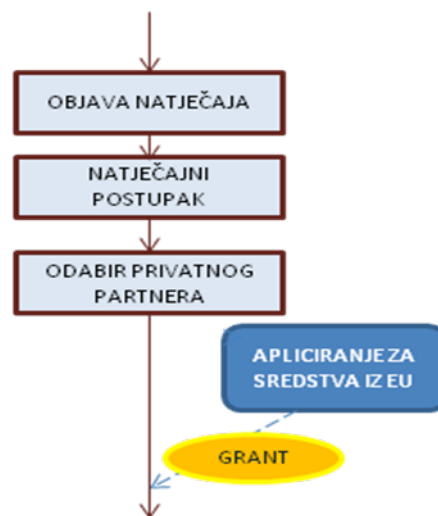 OBJAVA NATJEČAJA
NATJEČAJNI
POSTUPAK
ODABIR PRIVATNOG
PARTNERA
APLICIRANJE ZA
SREDSTVA IZ EU
GRANT